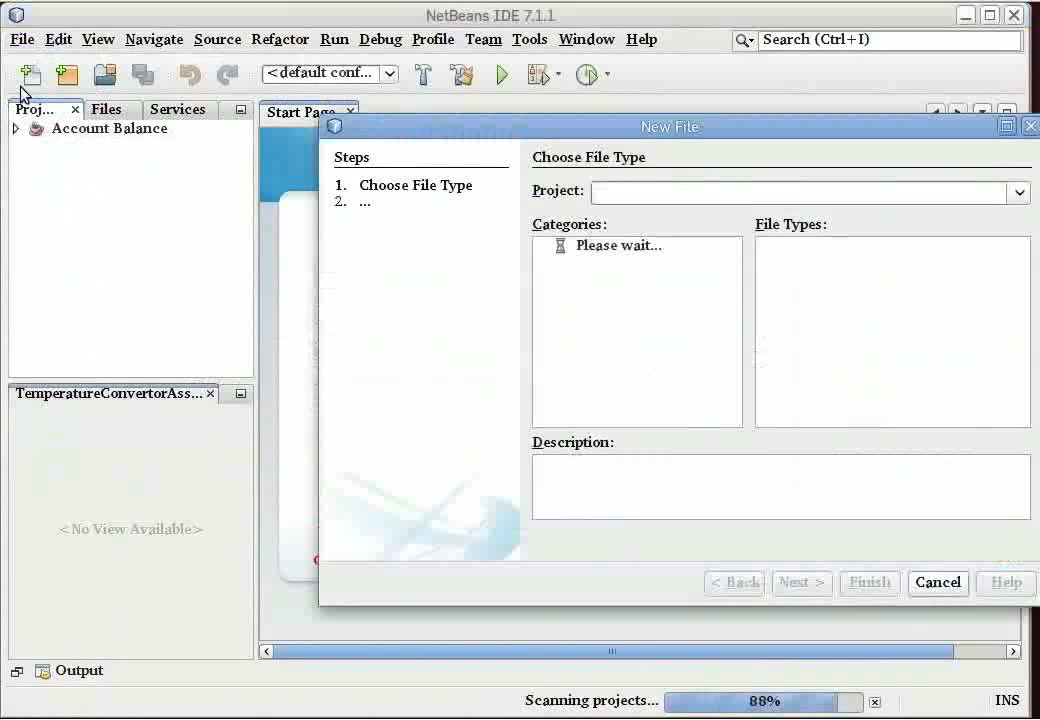 NetBeans IDE 7.1.1
File Edit View Navigate Source Refactor Run Debug Profile Team Tools Window Help
Search (Ctrl+I)
<default conf...
Proj... Files Services
Start Page
Account Balance
New File
Steps
Choose File Type
1. Choose File Type
2. ...
Project:
Categories:
File Types:
Please wait...
Description:
TemperatureConvertorAss...
<No View Available>
< Back Next > Finish Cancel Help
Output
Scanning projects... 88%
INS